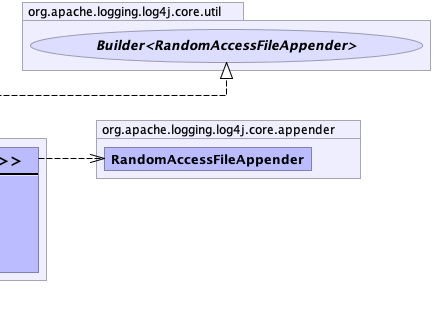 org.apache.logging.log4j.core.util
Builder<RandomAccessFileAppender>
org.apache.logging.log4j.core.appender
>>
RandomAccessFileAppender